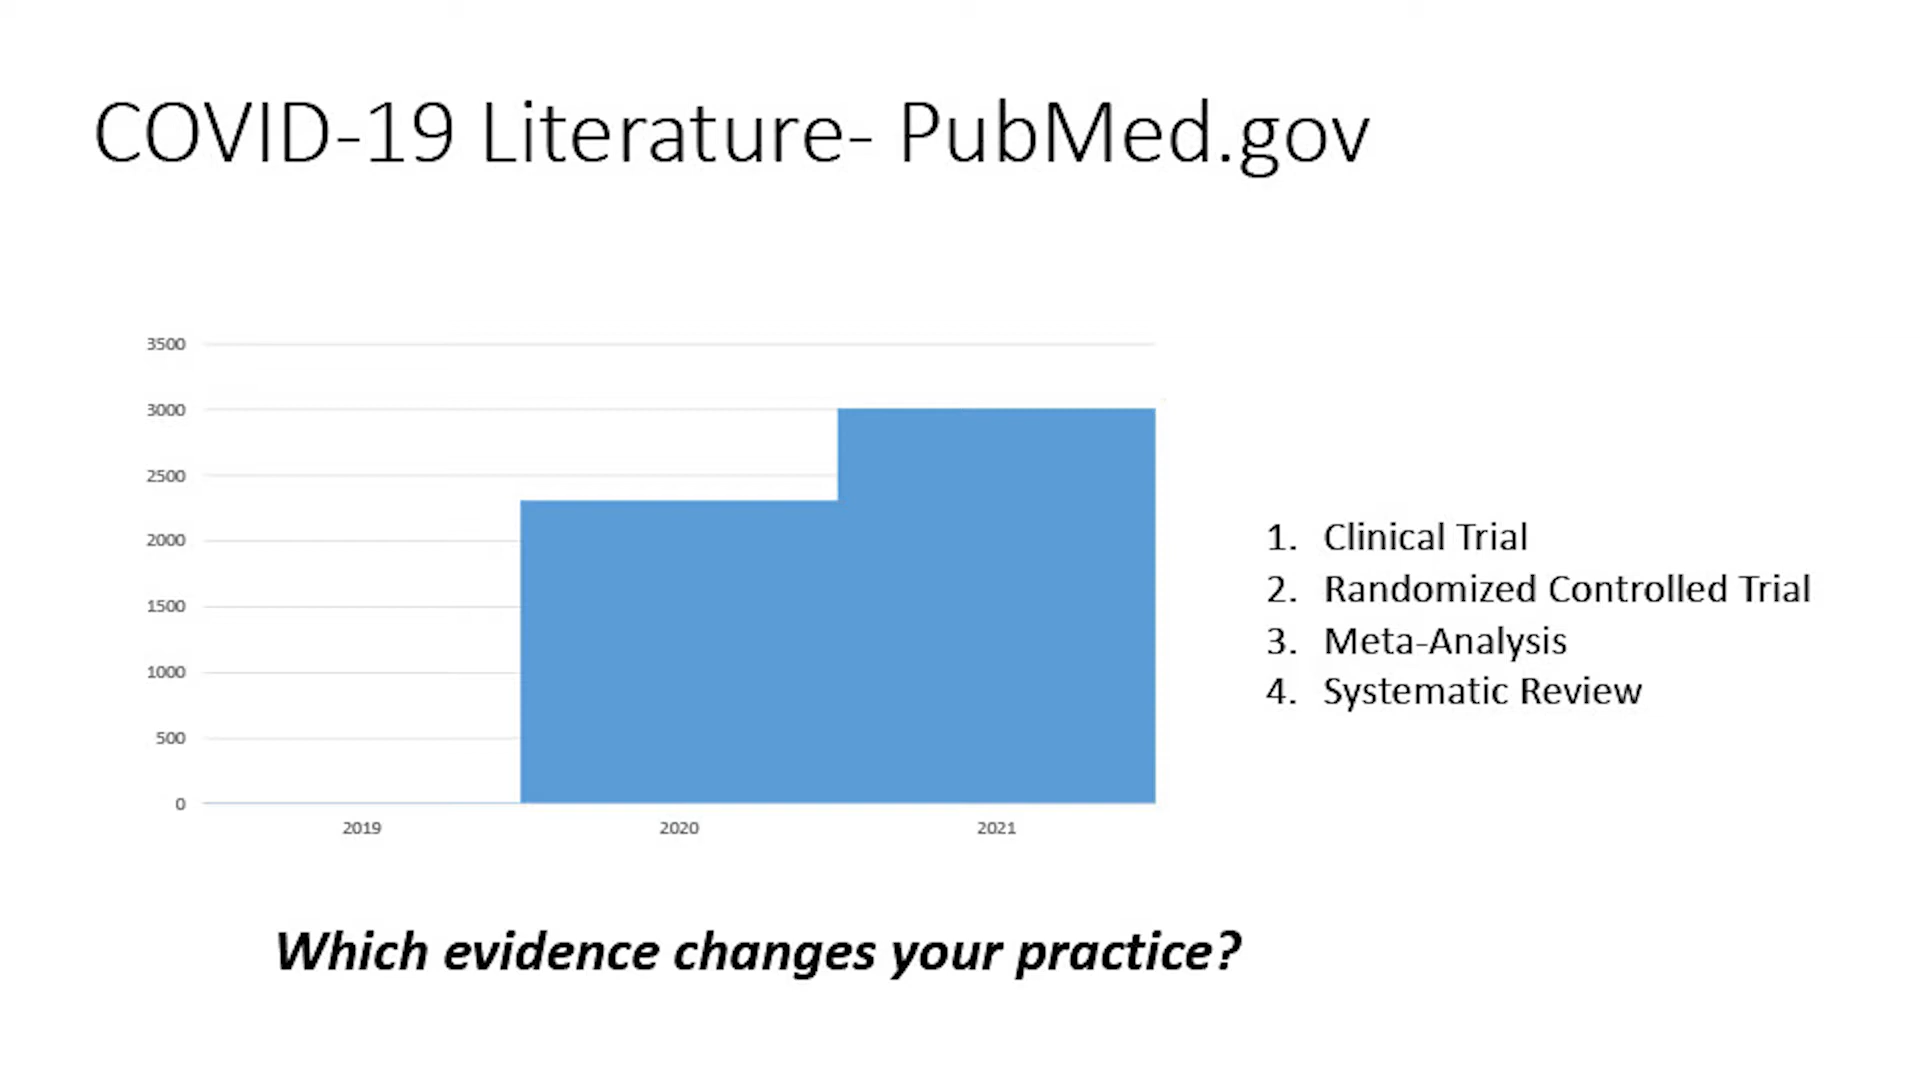 COVID-19 Literature- PubMed.gov
3500
3000
2500
2000
1500
1000
500
0
2019 2020 2021
1. Clinical Trial
2. Randomized Controlled Trial
3. Meta-Analysis
4. Systematic Review
Which evidence changes your practice?